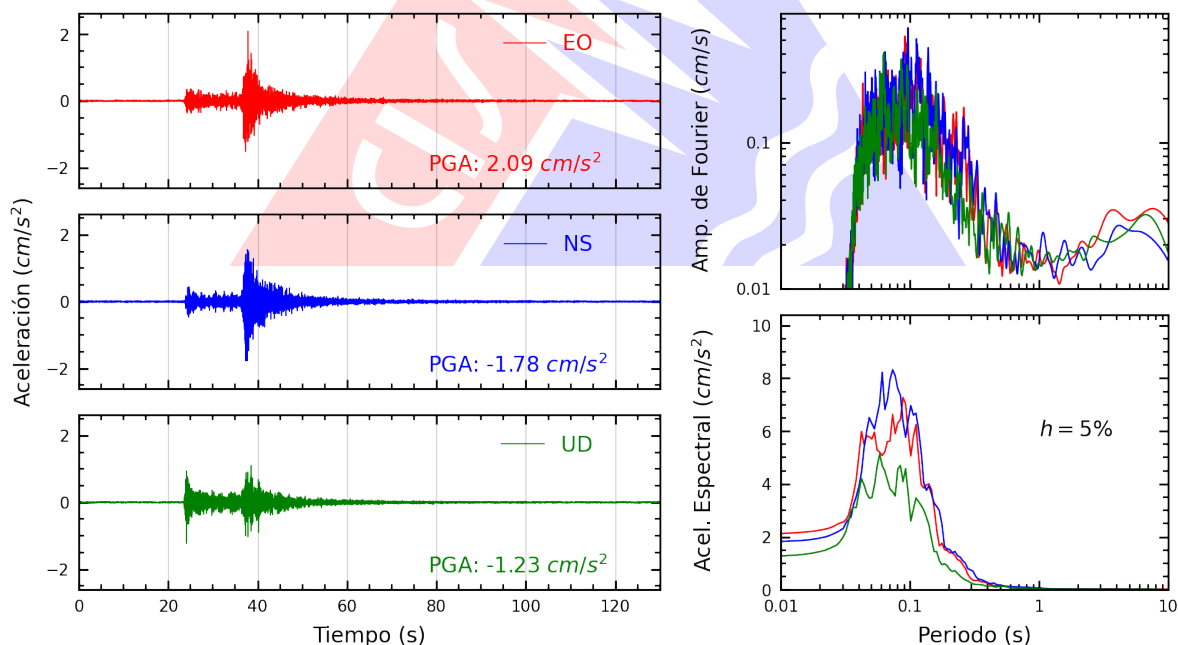 Aceleración (cm/s²)
2
0
−2
EO
PGA: 2.09 cm/s²
2
0
−2
NS
PGA: -1.78 cm/s²
2
0
−2
UD
PGA: -1.23 cm/s²
0 20 40 60 80 100 120
Tiempo (s)
Amp. de Fourier (cm/s)
0.1
0.01
Acel. Espectral (cm/s²)
10
8
6
4
2
0
h = 5%
0.01 0.1 1 10
Periodo (s)
CIS